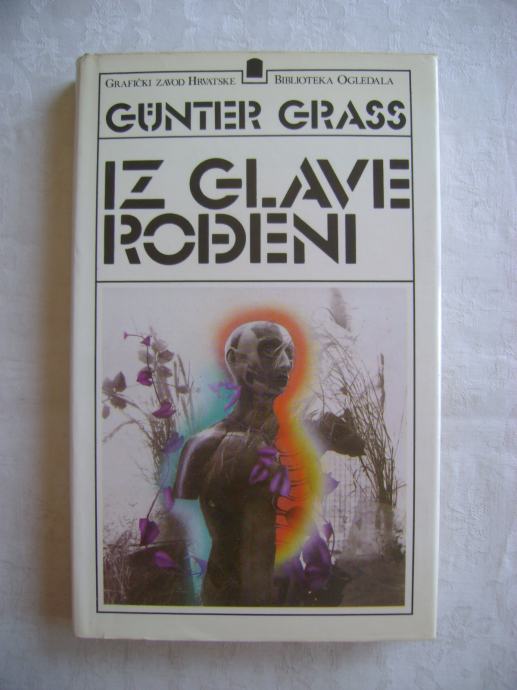 GRAFIČKI ZAVOD HRVATSKE BIBLIOTEKA OGLEDALA
GÜNTER GRASS
IZ GLAVE
ROĐENI